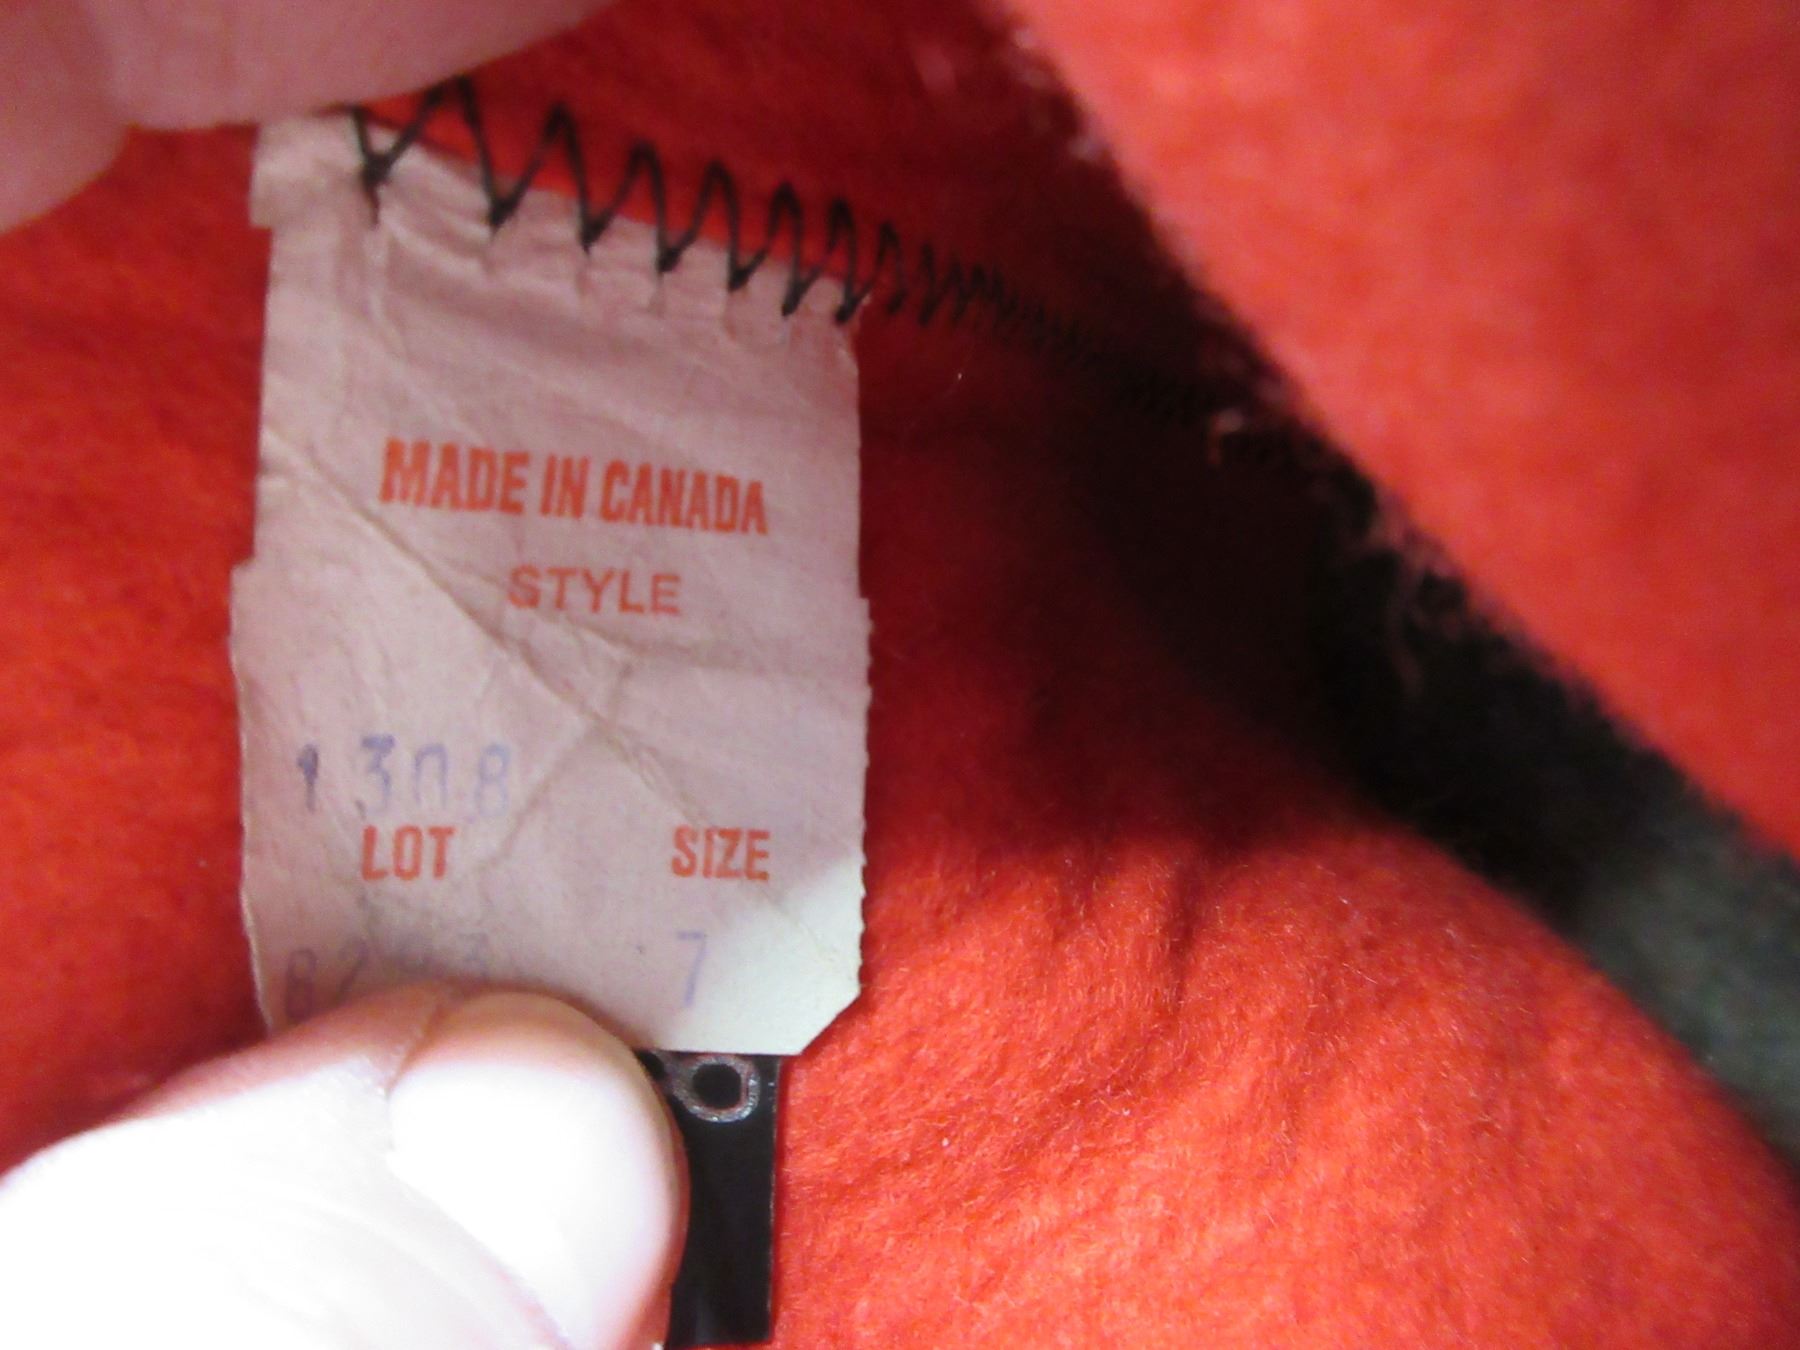 MADE IN CANADA
STYLE
1308
LOT SIZE
7